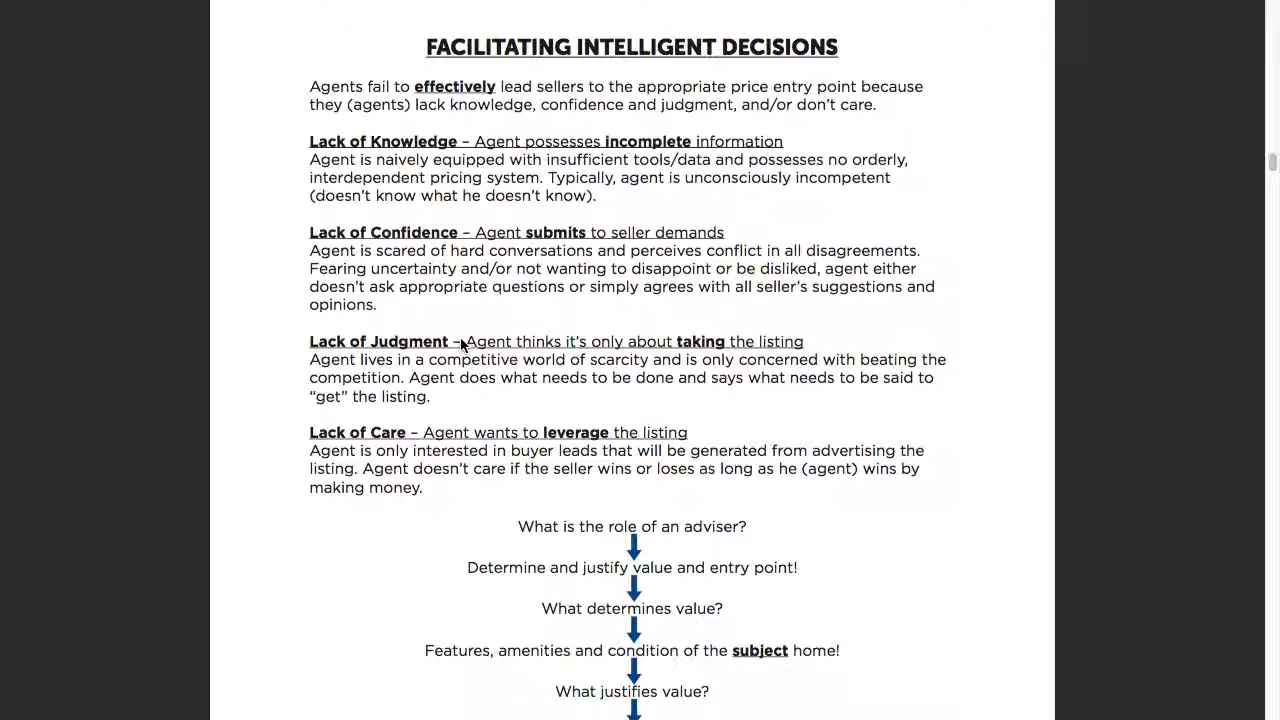 FACILITATING INTELLIGENT DECISIONS
Agents fail to effectively lead sellers to the appropriate price entry point because
they (agents) lack knowledge, confidence and judgment, and/or don't care.
Lack of Knowledge – Agent possesses incomplete information
Agent is naively equipped with insufficient tools/data and possesses no orderly,
interdependent pricing system. Typically, agent is unconsciously incompetent
(doesn't know what he doesn't know).
Lack of Confidence – Agent submits to seller demands
Agent is scared of hard conversations and perceives conflict in all disagreements.
Fearing uncertainty and/or not wanting to disappoint or be disliked, agent either
doesn't ask appropriate questions or simply agrees with all seller's suggestions and
opinions.
Lack of Judgment – Agent thinks it's only about taking the listing
Agent lives in a competitive world of scarcity and is only concerned with beating the
competition. Agent does what needs to be done and says what needs to be said to
“get” the listing.
Lack of Care – Agent wants to leverage the listing
Agent is only interested in buyer leads that will be generated from advertising the
listing. Agent doesn't care if the seller wins or loses as long as he (agent) wins by
making money.
What is the role of an adviser?
Determine and justify value and entry point!
What determines value?
Features, amenities and condition of the subject home!
What justifies value?